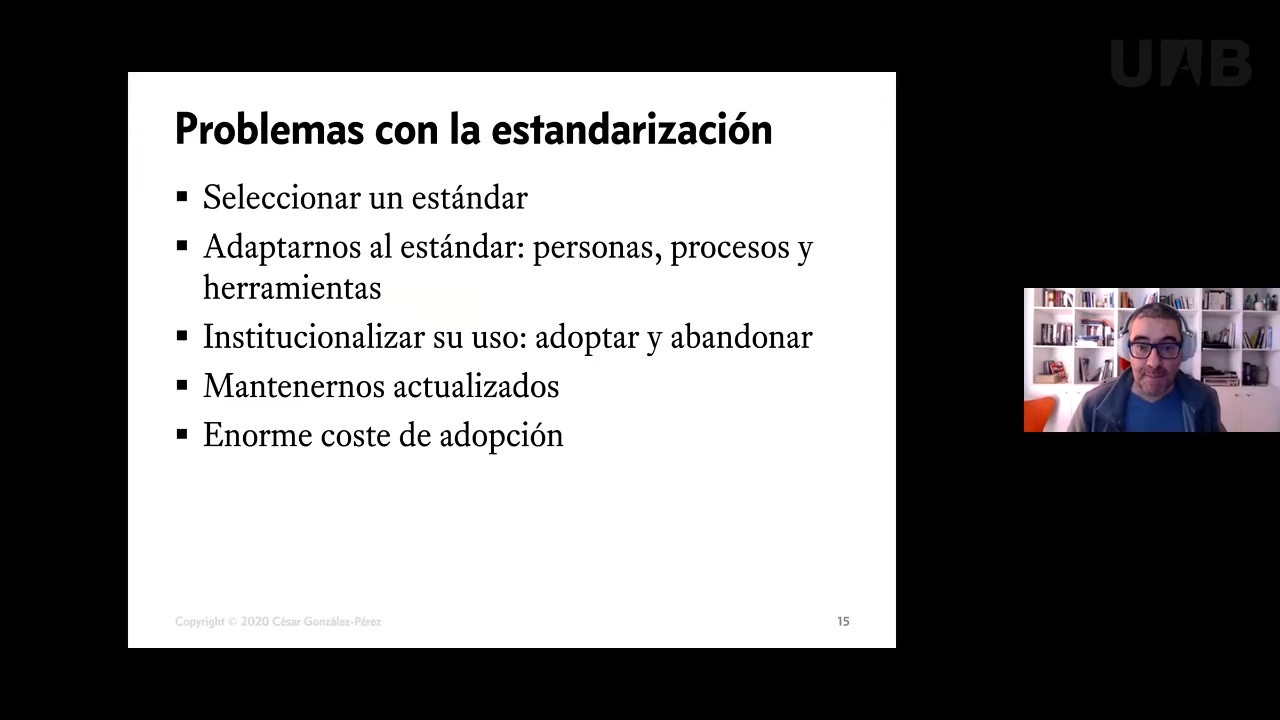 UAB
Problemas con la estandarización
▪ Seleccionar un estándar
▪ Adaptarnos al estándar: personas, procesos y
herramientas
▪ Institucionalizar su uso: adoptar y abandonar
▪ Mantenernos actualizados
▪ Enorme coste de adopción
Copyright © 2020 César González-Pérez
15